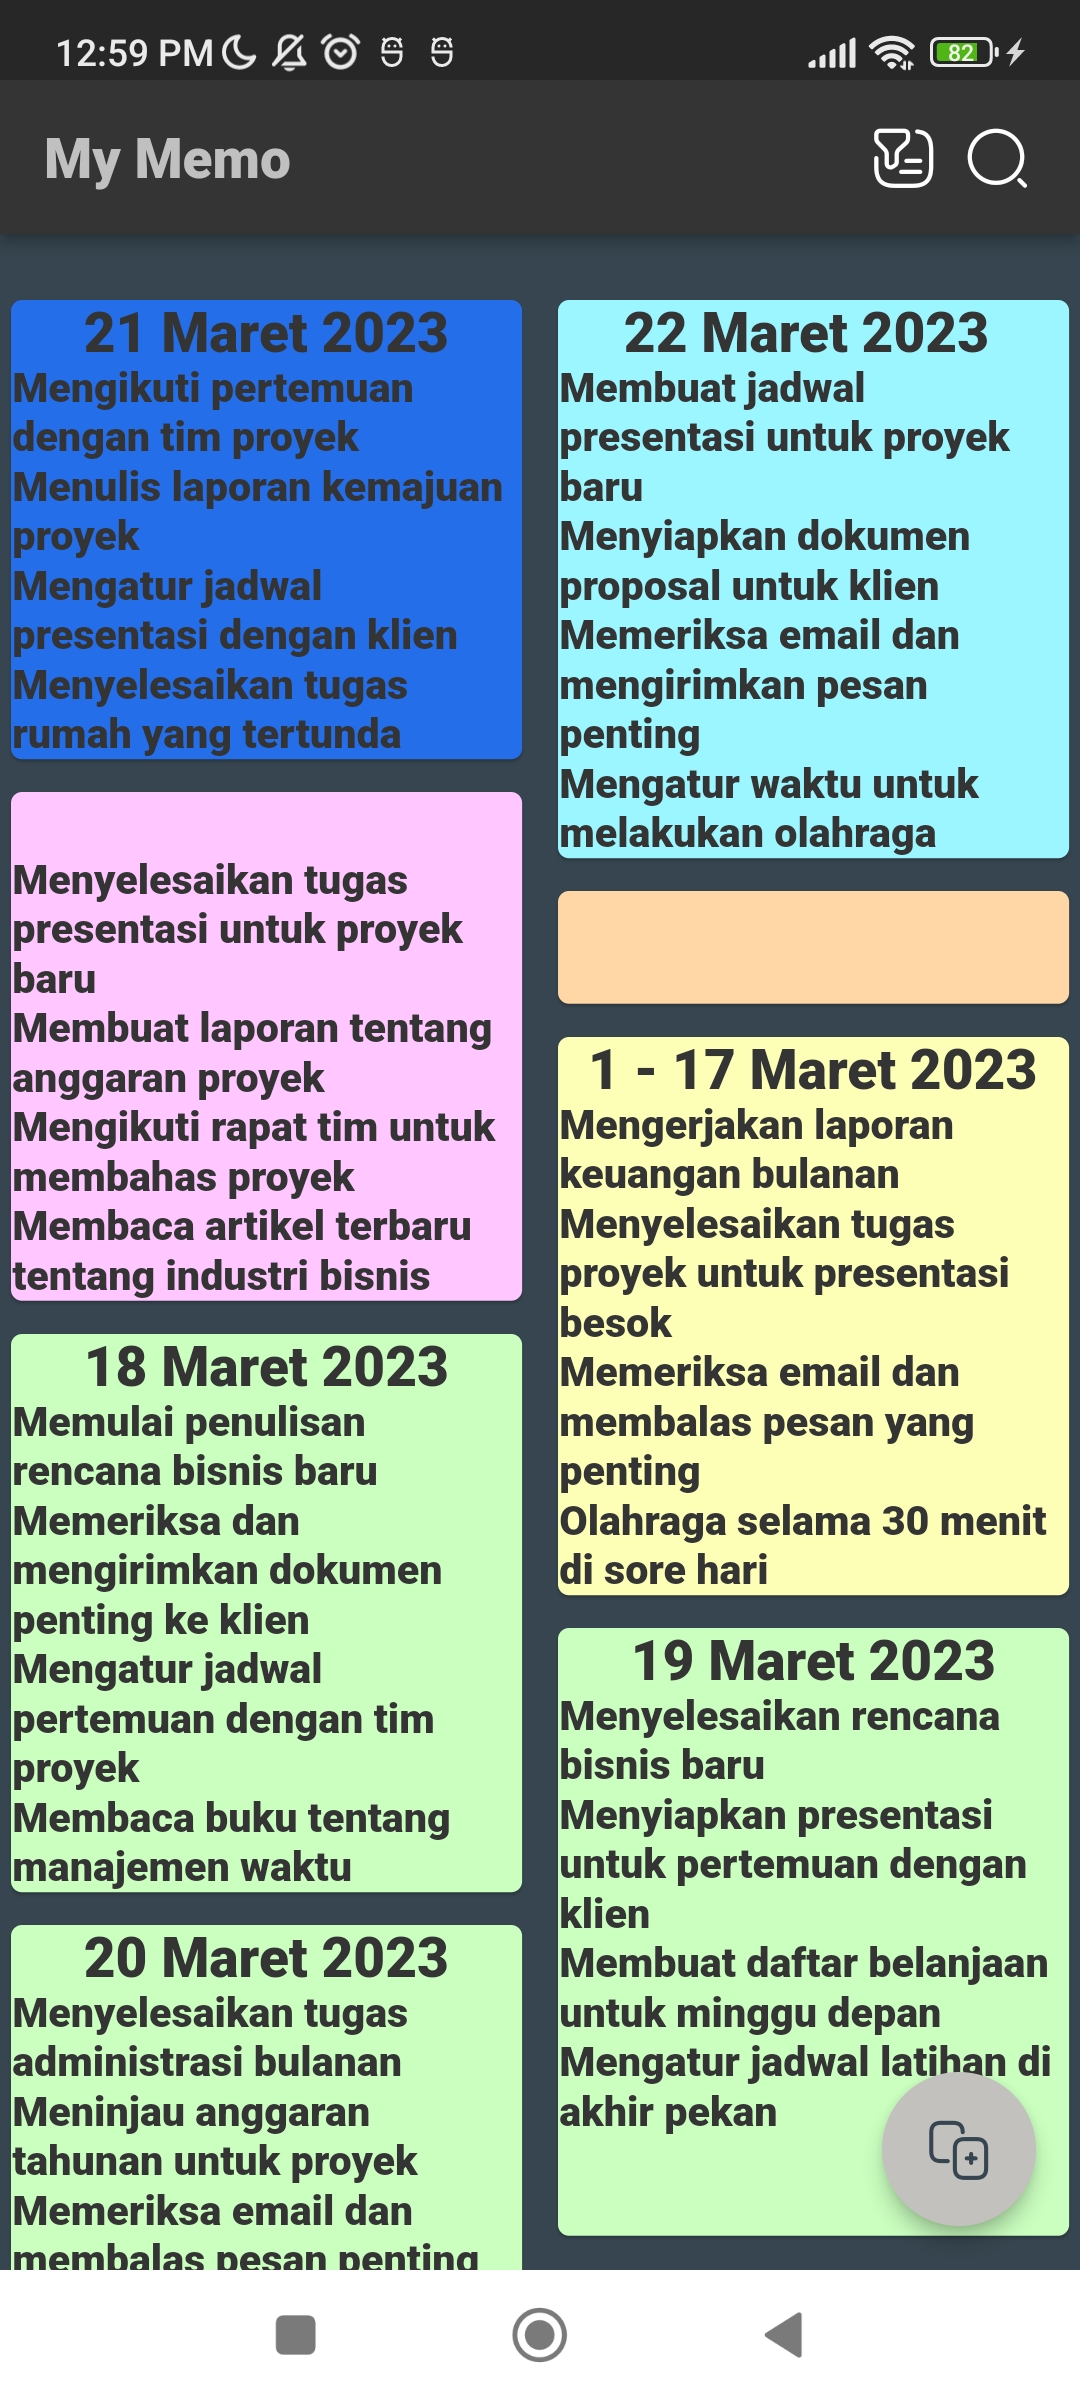 12:59 PM
82
My Memo
21 Maret 2023
Mengikuti pertemuan
dengan tim proyek
Menulis laporan kemajuan
proyek
Mengatur jadwal
presentasi dengan klien
Menyelesaikan tugas
rumah yang tertunda
22 Maret 2023
Membuat jadwal
presentasi untuk proyek
baru
Menyiapkan dokumen
proposal untuk klien
Memeriksa email dan
mengirimkan pesan
penting
Mengatur waktu untuk
melakukan olahraga
Menyelesaikan tugas
presentasi untuk proyek
baru
Membuat laporan tentang
anggaran proyek
Mengikuti rapat tim untuk
membahas proyek
Membaca artikel terbaru
tentang industri bisnis
1 - 17 Maret 2023
Mengerjakan laporan
keuangan bulanan
Menyelesaikan tugas
proyek untuk presentasi
besok
Memeriksa email dan
membalas pesan yang
penting
Olahraga selama 30 menit
di sore hari
18 Maret 2023
Memulai penulisan
rencana bisnis baru
Memeriksa dan
mengirimkan dokumen
penting ke klien
Mengatur jadwal
pertemuan dengan tim
proyek
Membaca buku tentang
manajemen waktu
19 Maret 2023
Menyelesaikan rencana
bisnis baru
Menyiapkan presentasi
untuk pertemuan dengan
klien
Membuat daftar belanjaan
untuk minggu depan
Mengatur jadwal latihan di
akhir pekan
20 Maret 2023
Menyelesaikan tugas
administrasi bulanan
Meninjau anggaran
tahunan untuk proyek
Memeriksa email dan
membalas pesan penting